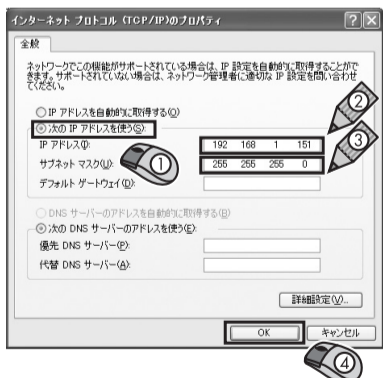 インターネット プロトコル (TCP/IP)のプロパティ
全般
ネットワークでこの機能がサポートされている場合は、IP 設定を自動的に取得することがで
きます。サポートされていない場合は、ネットワーク管理者に適切な IP 設定を問い合わせ
てください。
IP アドレスを自動的に取得する(O)
②
次の IP アドレスを使う(S):
IP アドレス(I):
192 168 1 151
③
サブネット マスク(U):
①
255 255 255 0
デフォルト ゲートウェイ(D):
DNS サーバーのアドレスを自動的に取得する(B)
次の DNS サーバーのアドレスを使う(E):
優先 DNS サーバー(P):
代替 DNS サーバー(A):
詳細設定(V)...
OK
キャンセル
④